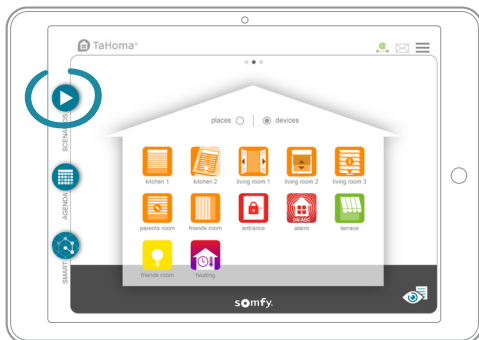 TaHoma®
places
devices
SCENARIOS
kitchen 1
kitchen 2
living room 1
living room 2
living room 3
AGENDA
parents room
friends room
entrance
ON-ABC
alarm
terrace
SMART
friends room
heating
somfy.